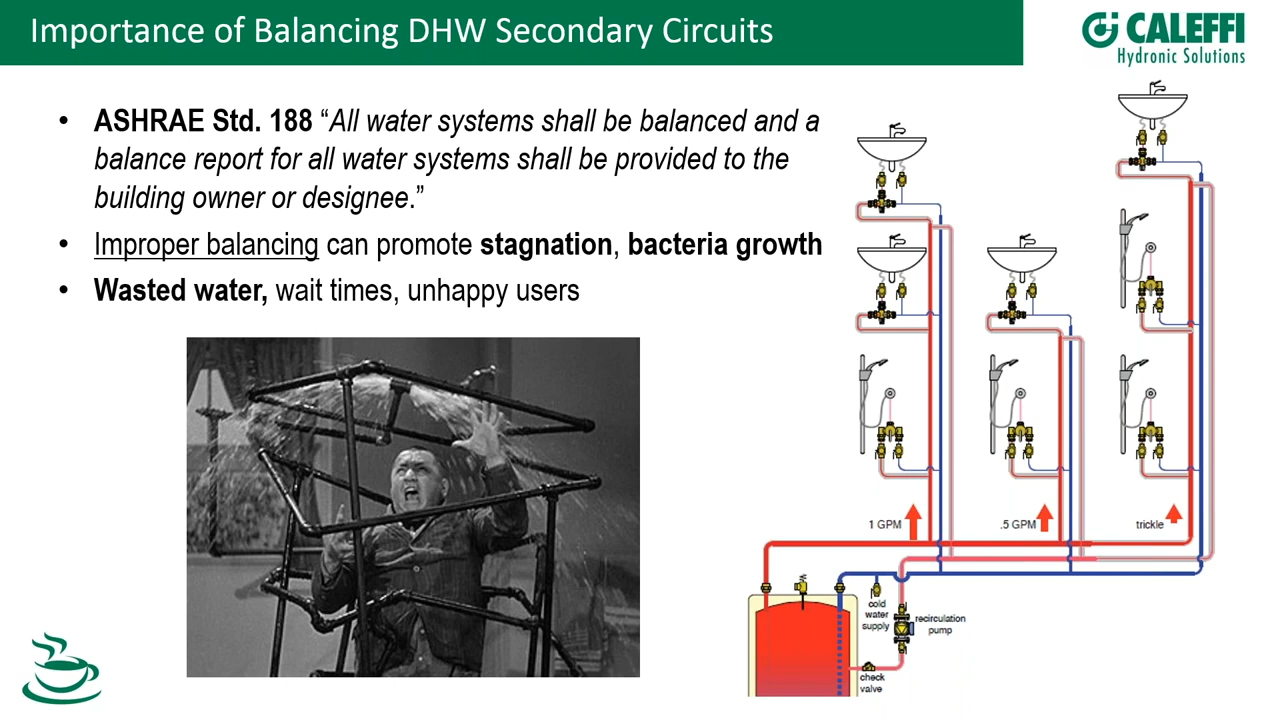 Importance of Balancing DHW Secondary Circuits
CALEFFI
Hydronic Solutions
• ASHRAE Std. 188 “All water systems shall be balanced and a
balance report for all water systems shall be provided to the
building owner or designee.”
• Improper balancing can promote stagnation, bacteria growth
• Wasted water, wait times, unhappy users
1 GPM
.5 GPM
trickle
cold
water
supply
recirculation
pump
check
valve